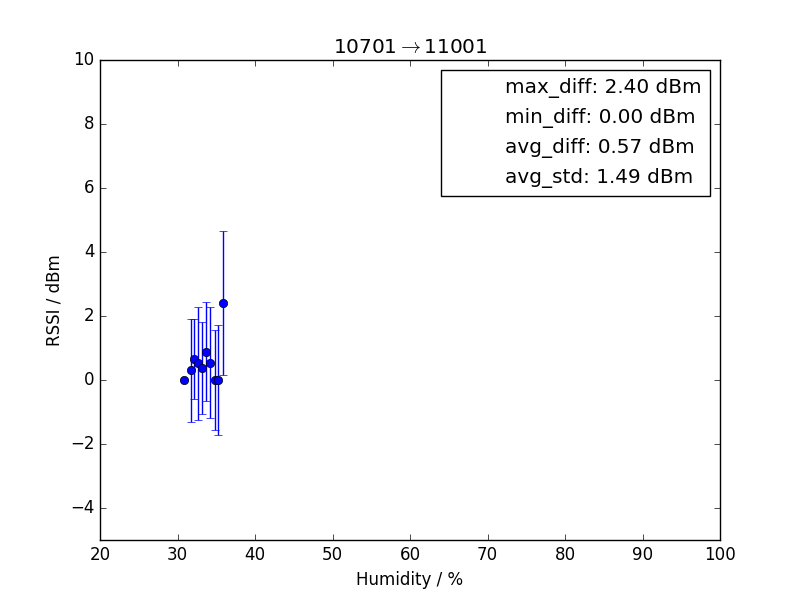 10701→11001
max_diff: 2.40 dBm
min_diff: 0.00 dBm
avg_diff: 0.57 dBm
avg_std: 1.49 dBm
RSSI / dBm
10
8
6
4
2
0
−2
−4
20 30 40 50 60 70 80 90 100
Humidity / %